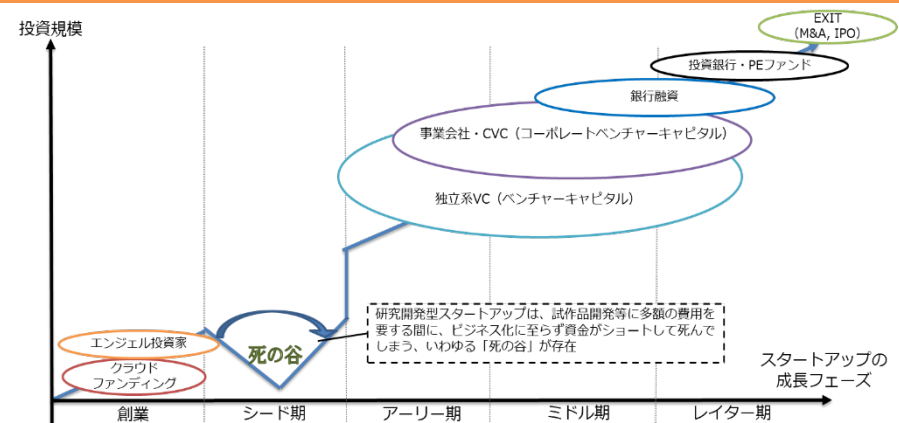 投資規模
EXIT
（M&A, IPO）
投資銀行・PEファンド
銀行融資
事業会社・CVC（コーポレートベンチャーキャピタル）
独立系VC（ベンチャーキャピタル）
研究開発型スタートアップは、試作品開発等に多額の費用を
要する間に、ビジネス化に至らず資金がショートして死んで
しまう、いわゆる「死の谷」が存在
エンジェル投資家
死の谷
クラウド
ファンディング
スタートアップの
成長フェーズ
創業
シード期
アーリー期
ミドル期
レイター期